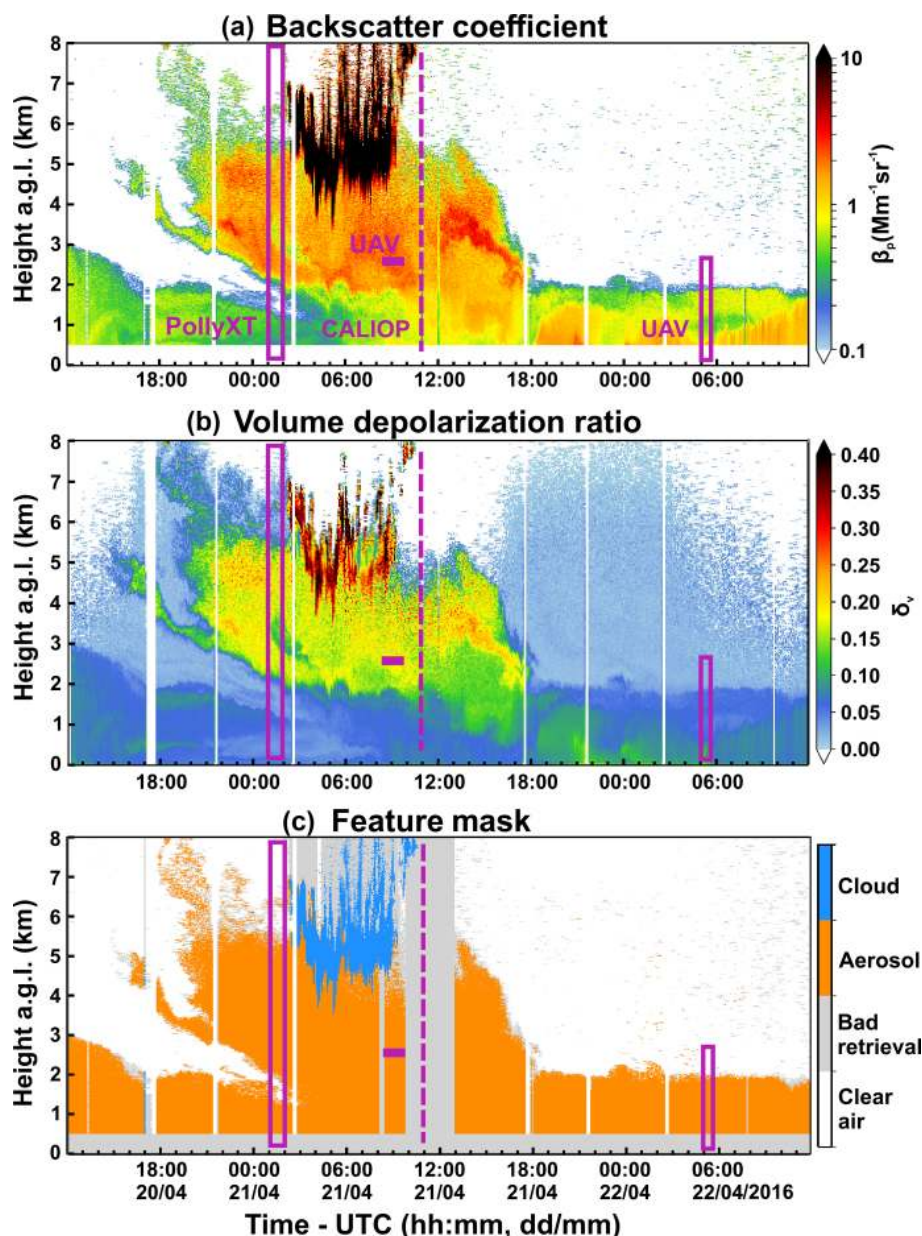 (a) Backscatter coefficient
8
7
6
5
4
3
2
1
0
Height a.g.l. (km)
UAV
PollyXT
CALIOP
UAV
18:00 00:00 06:00 12:00 18:00 00:00 06:00
10
1
0.1
βp(Mm⁻¹sr⁻¹)
(b) Volume depolarization ratio
8
7
6
5
4
3
2
1
0
Height a.g.l. (km)
18:00 00:00 06:00 12:00 18:00 00:00 06:00
0.40
0.35
0.30
0.25
0.20
0.15
0.10
0.05
0.00
δv
(c) Feature mask
8
7
6
5
4
3
2
1
0
Height a.g.l. (km)
Cloud
Aerosol
Bad
retrieval
Clear
air
18:00 00:00 06:00 12:00 18:00 00:00 06:00
20/04 21/04 21/04 21/04 21/04 22/04 22/04/2016
Time - UTC (hh:mm, dd/mm)